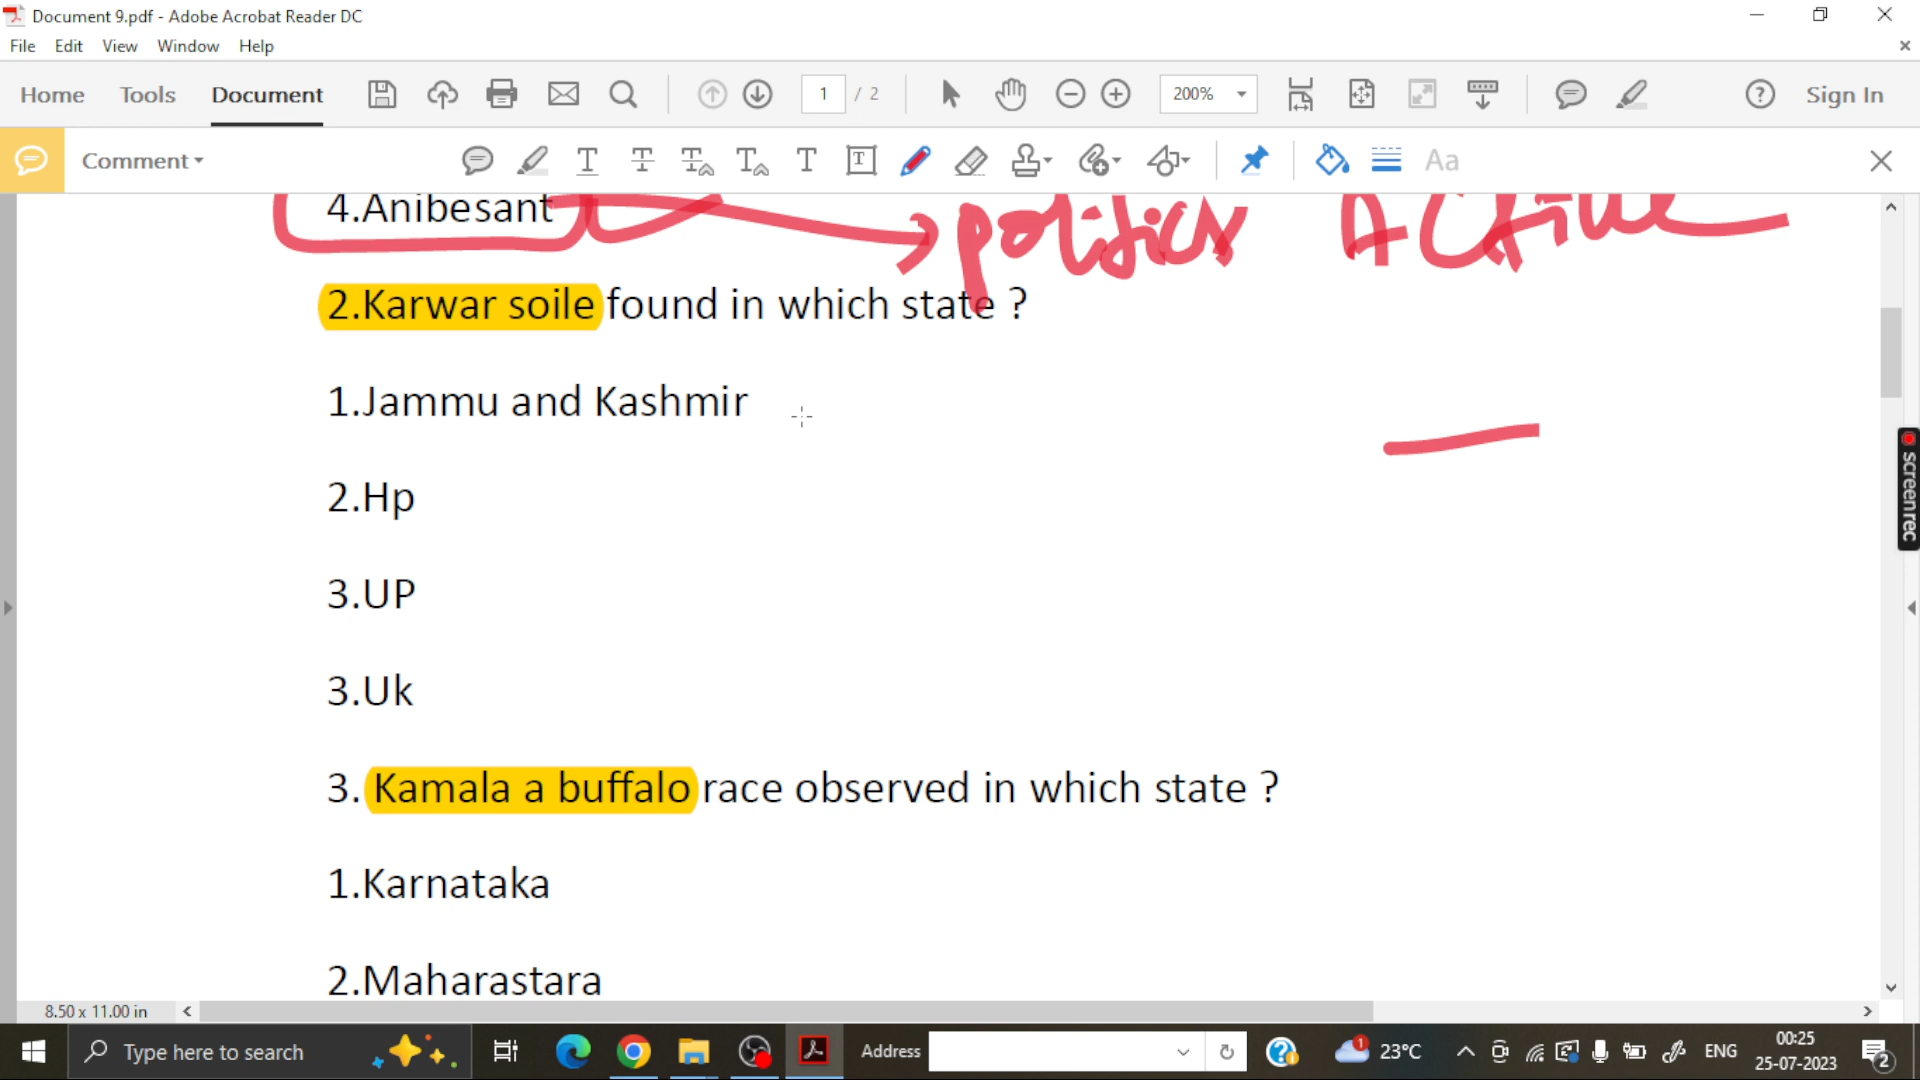 Document 9.pdf - Adobe Acrobat Reader DC
File Edit View Window Help
Home Tools Document 1 / 2 200% Sign In
Comment Aa
4.Anibesant politics Active
2.Karwar soile found in which state ?
1.Jammu and Kashmir
2.Hp
3.UP
3.Uk
3. Kamala a buffalo race observed in which state ?
1.Karnataka
2.Maharastara
screenrec
8.50 x 11.00 in
Type here to search Address 1 23°C ENG 00:25
25-07-2023 2